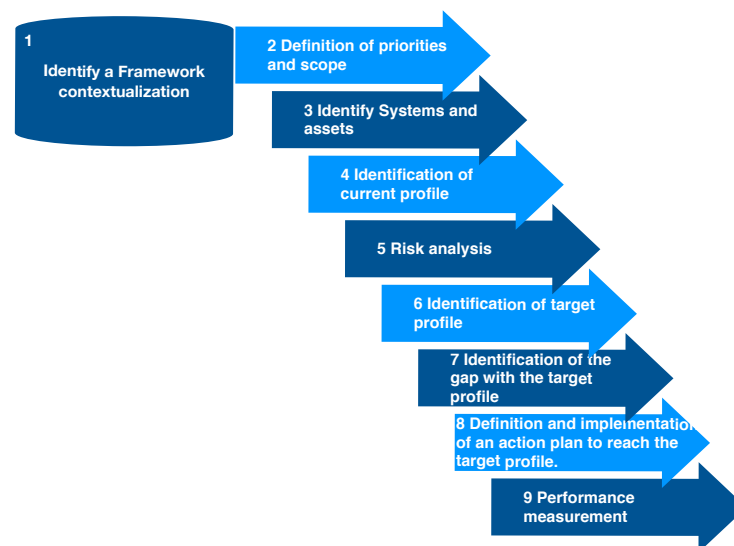 1
Identify a Framework
contextualization
2 Definition of priorities
and scope
3 Identify Systems and
assets
4 Identification of
current profile
5 Risk analysis
6 Identification of target
profile
7 Identification of the
gap with the target
profile
8 Definition and implementation
of an action plan to reach the
target profile.
9 Performance
measurement